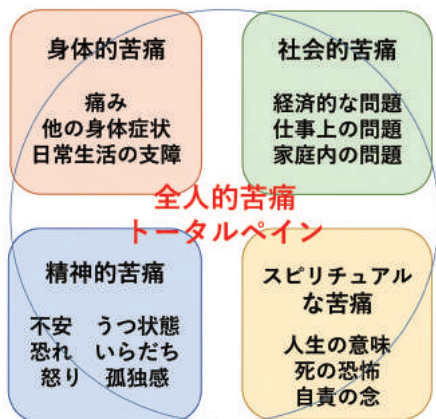 身体的苦痛
痛み
他の身体症状
日常生活の支障
社会的苦痛
経済的な問題
仕事上の問題
家庭内の問題
全人的苦痛
トータルペイン
精神的苦痛
不安 うつ状態
恐れ いらだち
怒り 孤独感
スピリチュアル
な苦痛
人生の意味
死の恐怖
自責の念